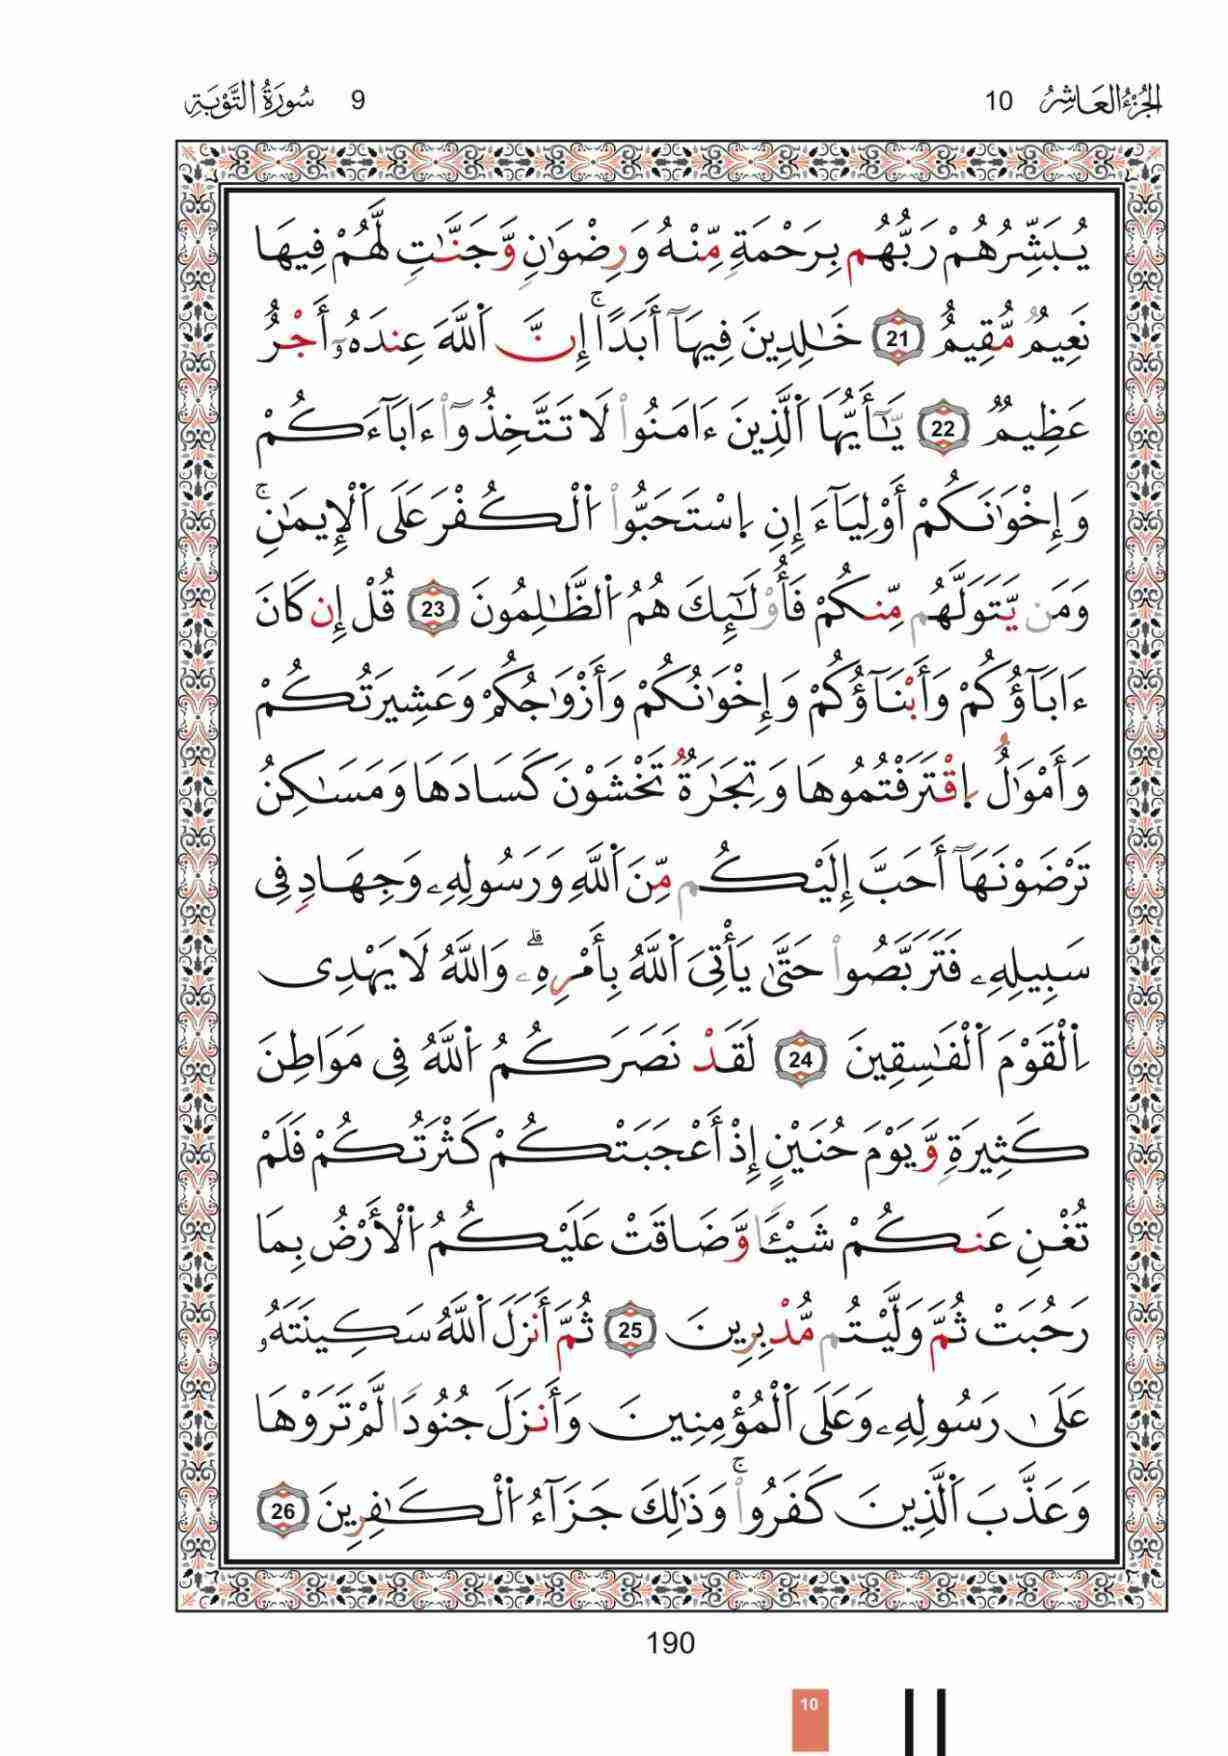 الجزء العاشر 10
9 سورة التوبة
يُبَشِّرُهُمْ رَبُّهُم بِرَحْمَةٍ مِّنْهُ وَرِضْوَٰنٍ وَّجَنَّٰتٍ لَّهُمْ فِيهَا
نَعِيمٌ مُّقِيمٌ 21 خَٰلِدِينَ فِيهَآ أَبَدًا ۚ إِنَّ ٱللَّهَ عِندَهُۥٓ أَجْرٌ
عَظِيمٌ 22 يَٰٓأَيُّهَا ٱلَّذِينَ ءَامَنُوا۟ لَا تَتَّخِذُوٓا۟ ءَابَآءَكُمْ
وَإِخْوَٰنَكُمْ أَوْلِيَآءَ إِنِ ٱسْتَحَبُّوا۟ ٱلْكُفْرَ عَلَى ٱلْإِيمَٰنِ ۚ
وَمَن يَّتَوَلَّهُم مِّنكُمْ فَأُو۟لَٰٓئِكَ هُمُ ٱلظَّٰلِمُونَ 23 قُلْ إِن كَانَ
ءَابَآؤُكُمْ وَأَبْنَآؤُكُمْ وَإِخْوَٰنُكُمْ وَأَزْوَٰجُكُمْ وَعَشِيرَتُكُمْ
وَأَمْوَٰلٌ ٱقْتَرَفْتُمُوهَا وَتِجَٰرَةٌ تَخْشَوْنَ كَسَادَهَا وَمَسَٰكِنُ
تَرْضَوْنَهَآ أَحَبَّ إِلَيْكُم مِّنَ ٱللَّهِ وَرَسُولِهِۦ وَجِهَادٍ فِى
سَبِيلِهِۦ فَتَرَبَّصُوا۟ حَتَّىٰ يَأْتِىَ ٱللَّهُ بِأَمْرِهِۦ ۗ وَٱللَّهُ لَا يَهْدِى
ٱلْقَوْمَ ٱلْفَٰسِقِينَ 24 لَقَدْ نَصَرَكُمُ ٱللَّهُ فِى مَوَاطِنَ
كَثِيرَةٍ وَّيَوْمَ حُنَيْنٍ إِذْ أَعْجَبَتْكُمْ كَثْرَتُكُمْ فَلَمْ
تُغْنِ عَنكُمْ شَيْـًٔا وَّضَاقَتْ عَلَيْكُمُ ٱلْأَرْضُ بِمَا
رَحُبَتْ ثُمَّ وَلَّيْتُم مُّدْبِرِينَ 25 ثُمَّ أَنزَلَ ٱللَّهُ سَكِينَتَهُۥ
عَلَىٰ رَسُولِهِۦ وَعَلَى ٱلْمُؤْمِنِينَ وَأَنزَلَ جُنُودًا لَّمْ تَرَوْهَا
وَعَذَّبَ ٱلَّذِينَ كَفَرُوا۟ ۚ وَذَٰلِكَ جَزَآءُ ٱلْكَٰفِرِينَ 26
190
10